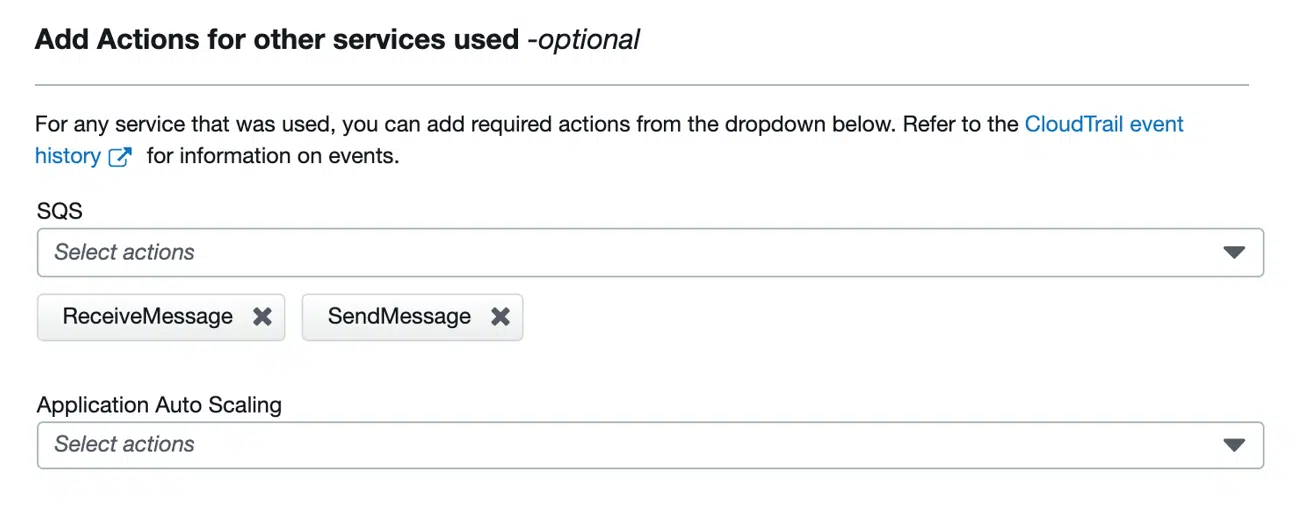 Add Actions for other services used -optional
For any service that was used, you can add required actions from the dropdown below. Refer to the CloudTrail event
history for information on events.
SQS
Select actions
ReceiveMessage SendMessage
Application Auto Scaling
Select actions